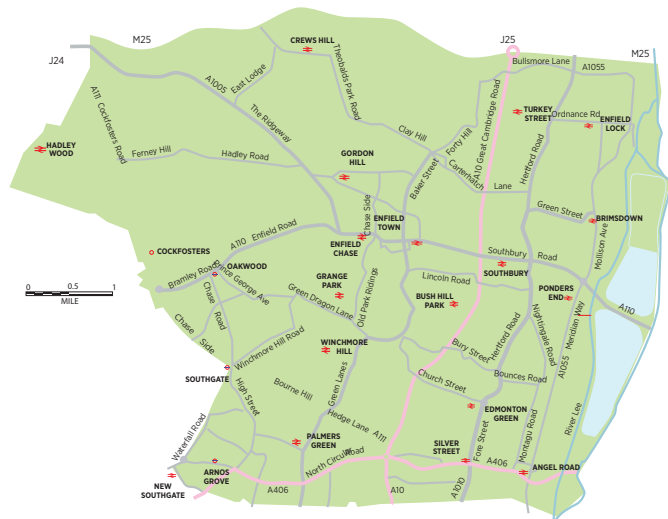 M25
J24
CREWS HILL
J25
M25
Bullsmore Lane
A1055
East Lodge
A1005
Theobalds Park Road
A111 Cockfosters Road
The Ridgeway
A10 Great Cambridge Road
TURKEY
STREET
Ordnance Rd
ENFIELD
LOCK
Hertford Road
HADLEY
WOOD
Ferney Hill
Hadley Road
Clay Hill
Forty Hill
GORDON
HILL
Baker Street
Carterhatch
Lane
Green Street
BRIMSDOWN
Chase Side
ENFIELD
TOWN
A110 Enfield Road
ENFIELD
CHASE
Mollison Ave
COCKFOSTERS
OAKWOOD
Southbury
Road
SOUTHBURY
Bramley Road
Prince George Ave
GRANGE
PARK
Lincoln Road
Old Park Ridings
PONDERS
END
0
0.5
1
MILE
Chase
Road
Green Dragon Lane
BUSH HILL
PARK
A110
Chase Side
Winchmore Hill Road
WINCHMORE
HILL
Hertford Road
Nightingale Road
Meridian Way
A1055
Bury Street
SOUTHGATE
High Street
Bourne Hill
Green Lanes
Church Street
Bounces Road
Hedge Lane
A111
EDMONTON
GREEN
River Lee
Waterfall Road
PALMERS
GREEN
Fore Street
Montagu Road
SILVER
STREET
A406
ANGEL ROAD
North Circular
Road
ARNOS
GROVE
NEW
SOUTHGATE
A406
A10
A1010